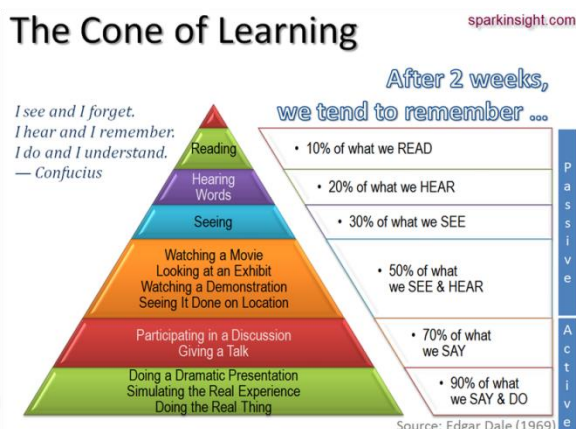 The Cone of Learning
sparkinsight.com
I see and I forget.
I hear and I remember.
I do and I understand.
— Confucius
After 2 weeks,
we tend to remember ...
Reading
• 10% of what we READ
Hearing
Words
• 20% of what we HEAR
Seeing
• 30% of what we SEE
Watching a Movie
Looking at an Exhibit
Watching a Demonstration
Seeing It Done on Location
• 50% of what
we SEE & HEAR
Participating in a Discussion
Giving a Talk
• 70% of what
we SAY
Doing a Dramatic Presentation
Simulating the Real Experience
Doing the Real Thing
• 90% of what
we SAY & DO
Passive
Active
Source: Edgar Dale (1969)